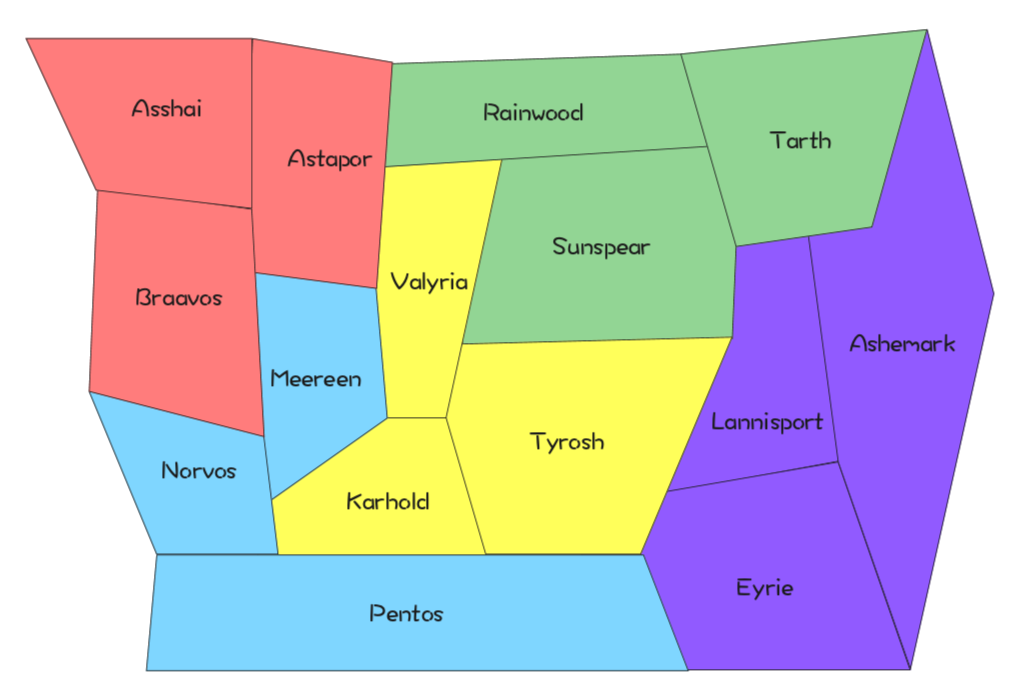 Asshai
Astapor
Rainwood
Tarth
Braavos
Valyria
Sunspear
Meereen
Ashemark
Lannisport
Norvos
Karhold
Tyrosh
Pentos
Eyrie